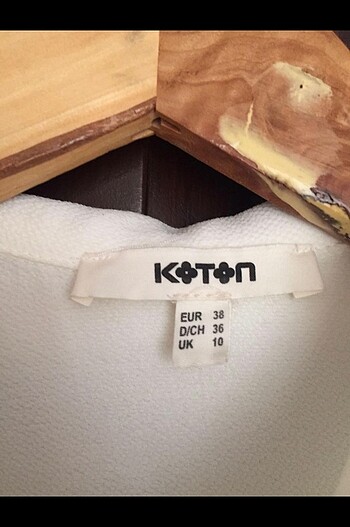 KOTON
EUR 38
D/CH 36
UK 10